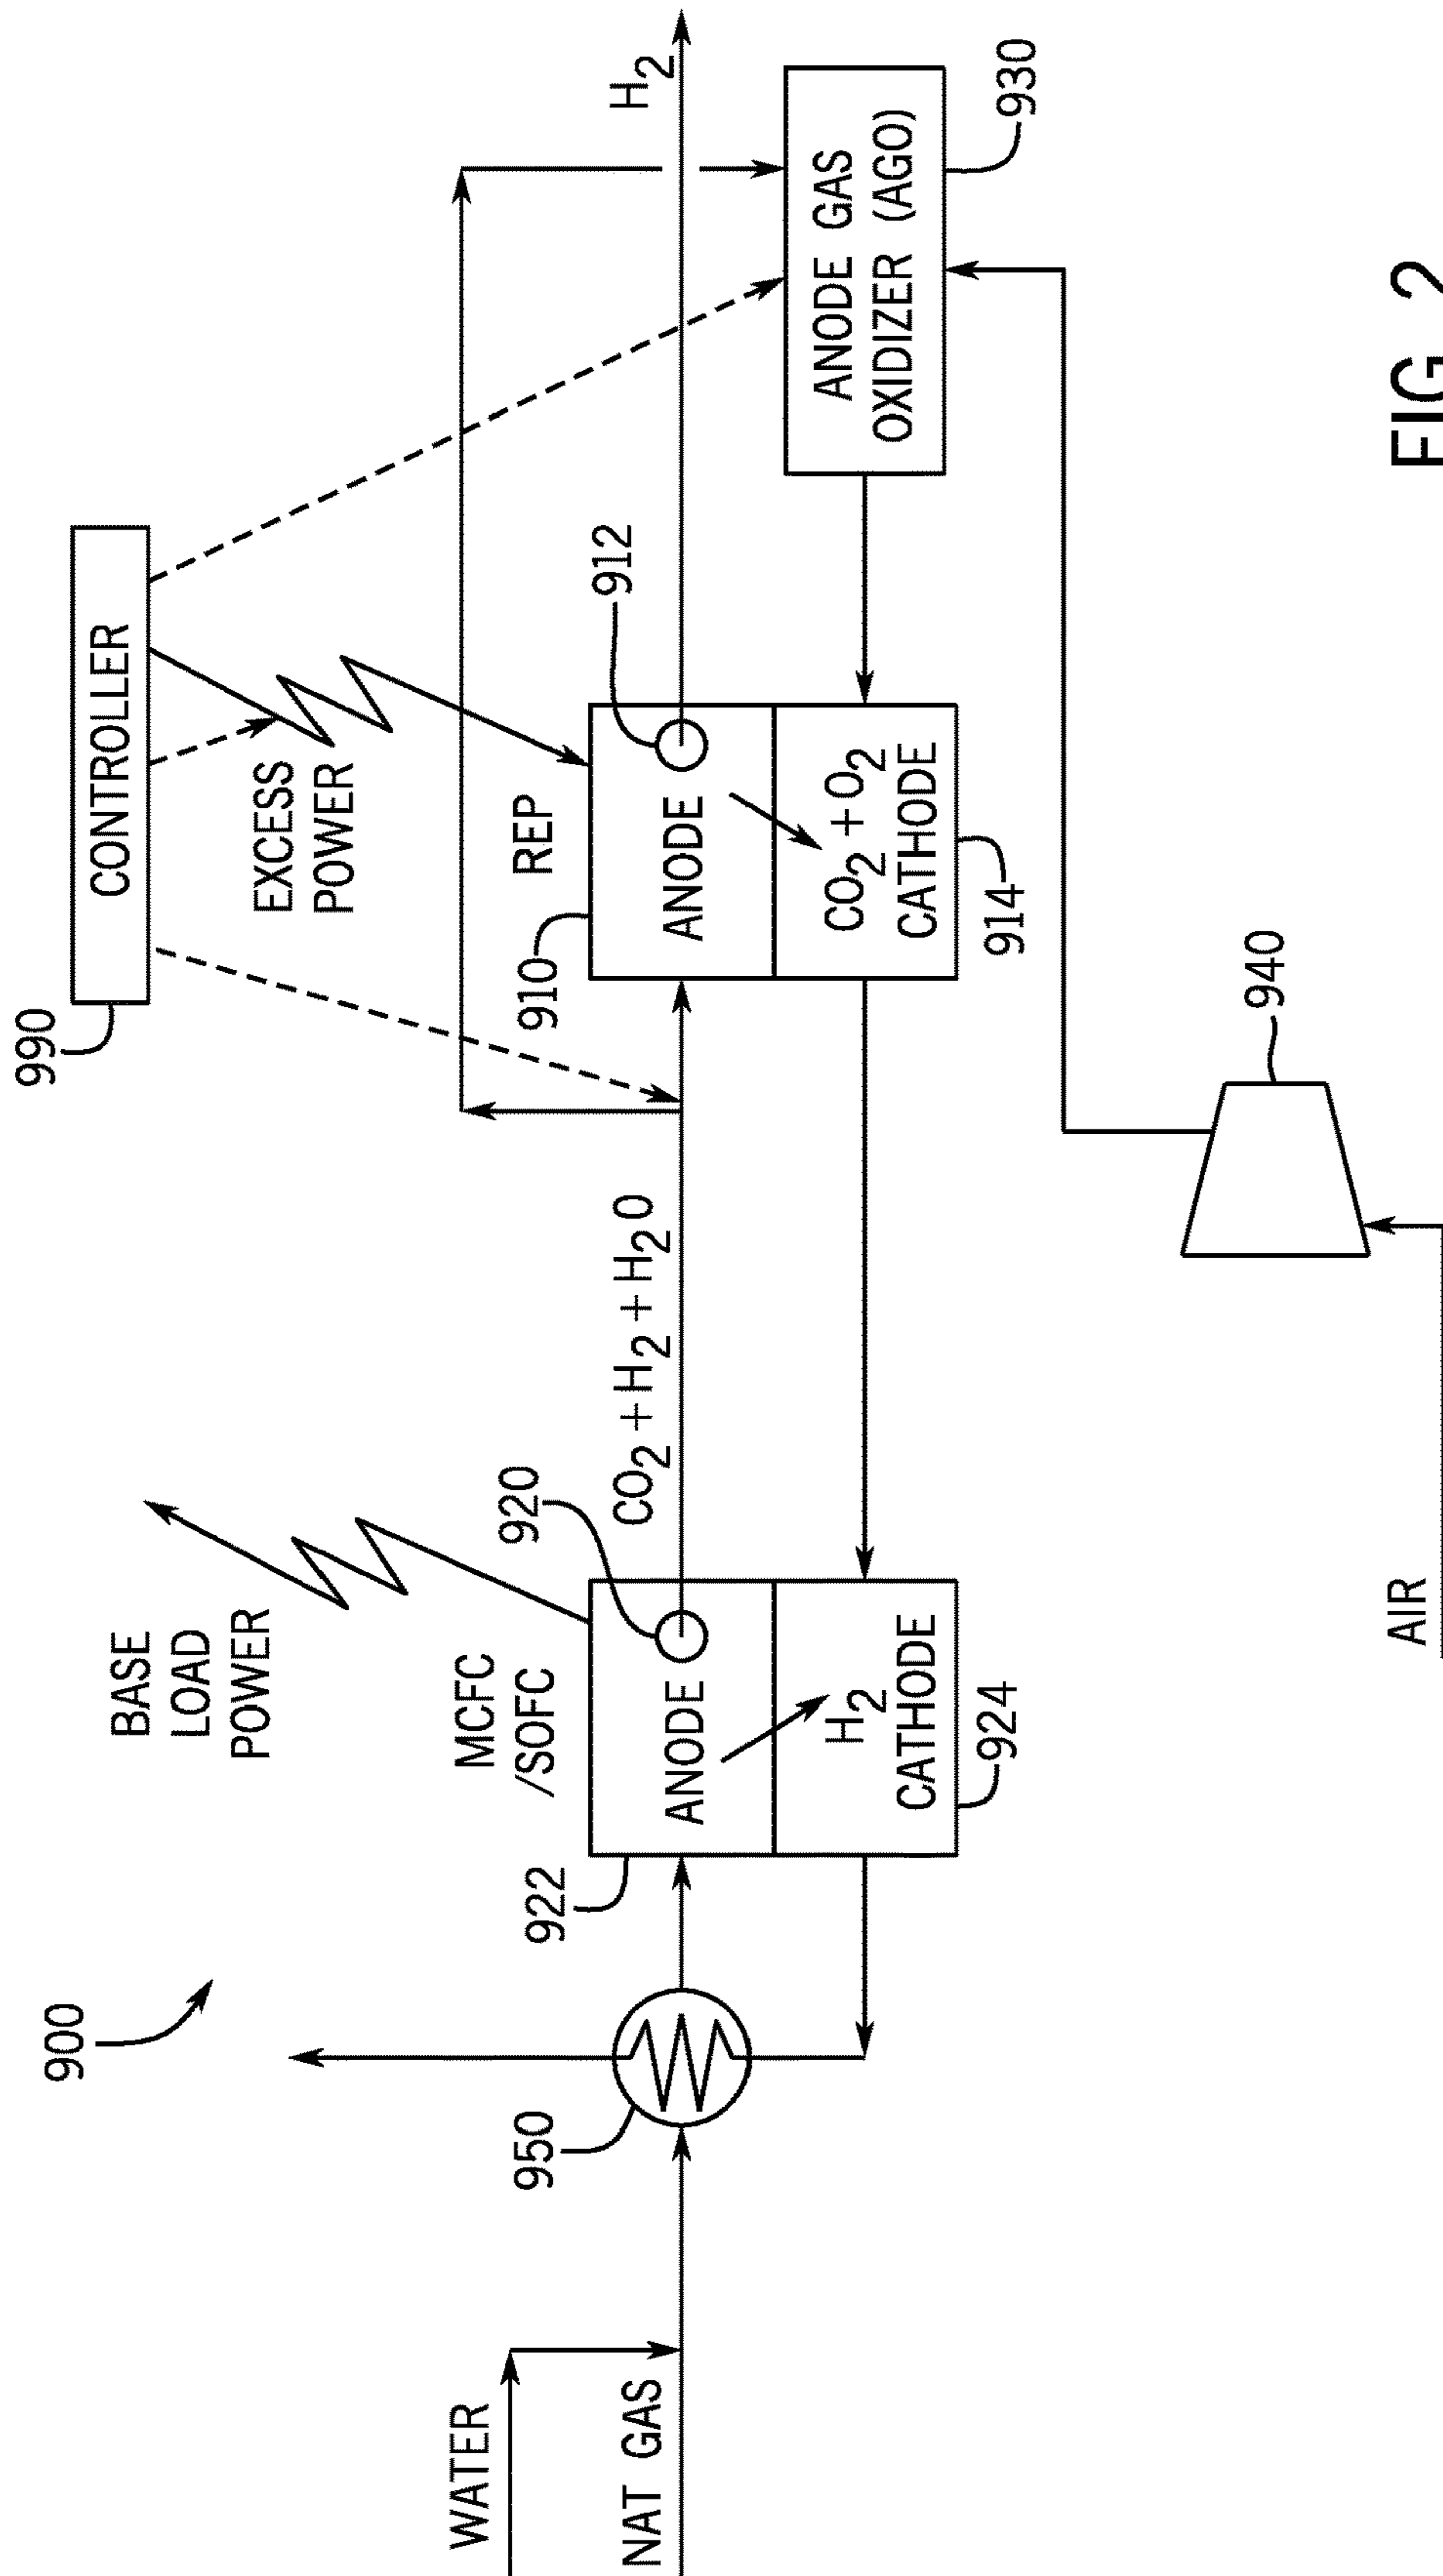 900
BASE
LOAD
POWER
990
CONTROLLER
EXCESS
POWER
WATER
NAT GAS
950
922
MCFC
/SOFC
920
ANODE
H2
CATHODE
924
CO2+H2+H2O
910
REP
912
ANODE
CO2+O2
CATHODE
914
H2
ANODE GAS
OXIDIZER (AGO)
930
940
AIR
FIG 2